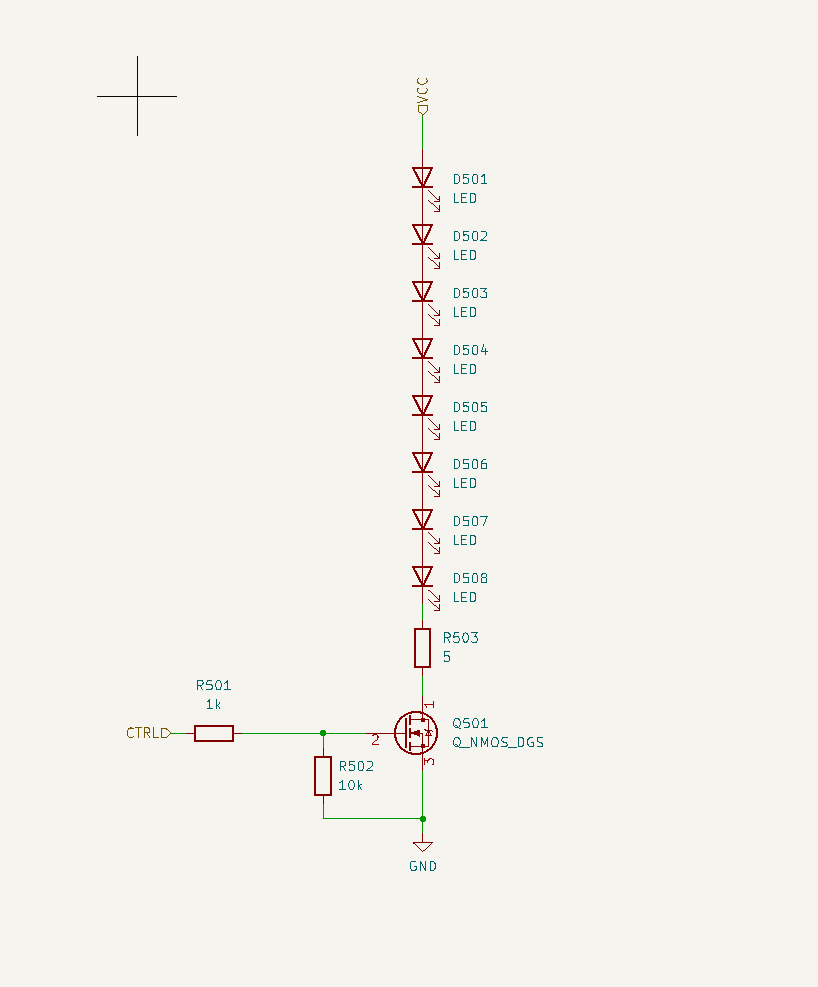 VCC
D501
LED
D502
LED
D503
LED
D504
LED
D505
LED
D506
LED
D507
LED
D508
LED
R503
5
R501
1k
1
CTRL
2
Q501
Q_NMOS_DGS
3
R502
10k
GND